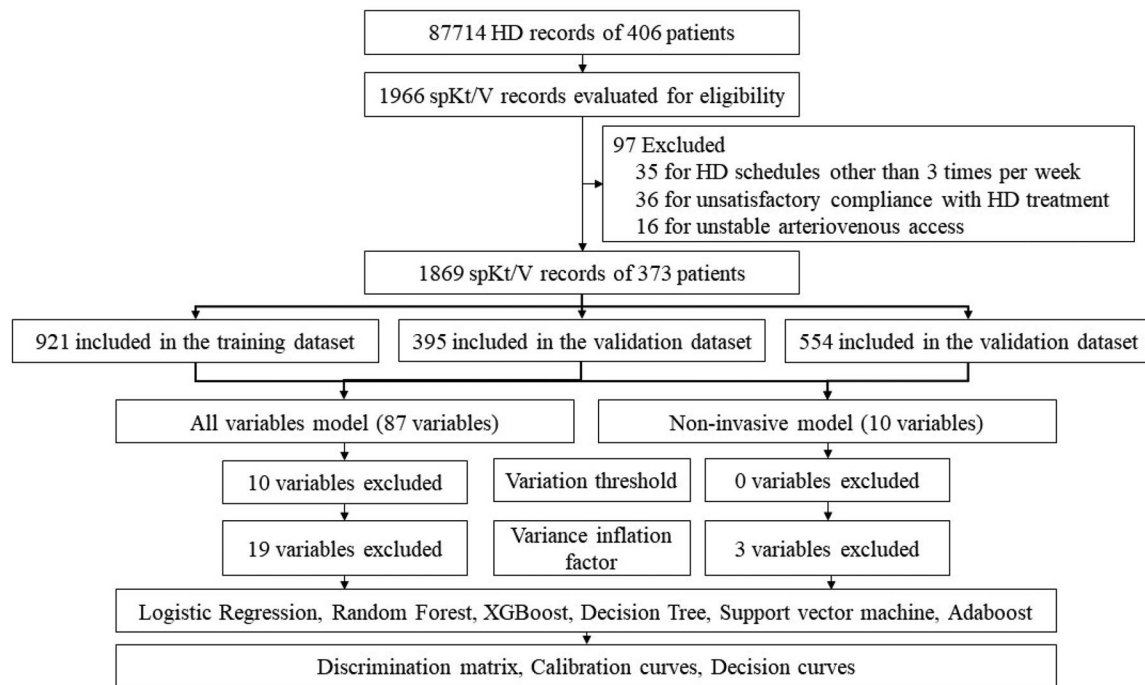 87714 HD records of 406 patients
1966 spKt/V records evaluated for eligibility
97 Excluded
35 for HD schedules other than 3 times per week
36 for unsatisfactory compliance with HD treatment
16 for unstable arteriovenous access
1869 spKt/V records of 373 patients
921 included in the training dataset
395 included in the validation dataset
554 included in the validation dataset
All variables model (87 variables)
Non-invasive model (10 variables)
10 variables excluded
Variation threshold
0 variables excluded
19 variables excluded
Variance inflation
factor
3 variables excluded
Logistic Regression, Random Forest, XGBoost, Decision Tree, Support vector machine, Adaboost
Discrimination matrix, Calibration curves, Decision curves